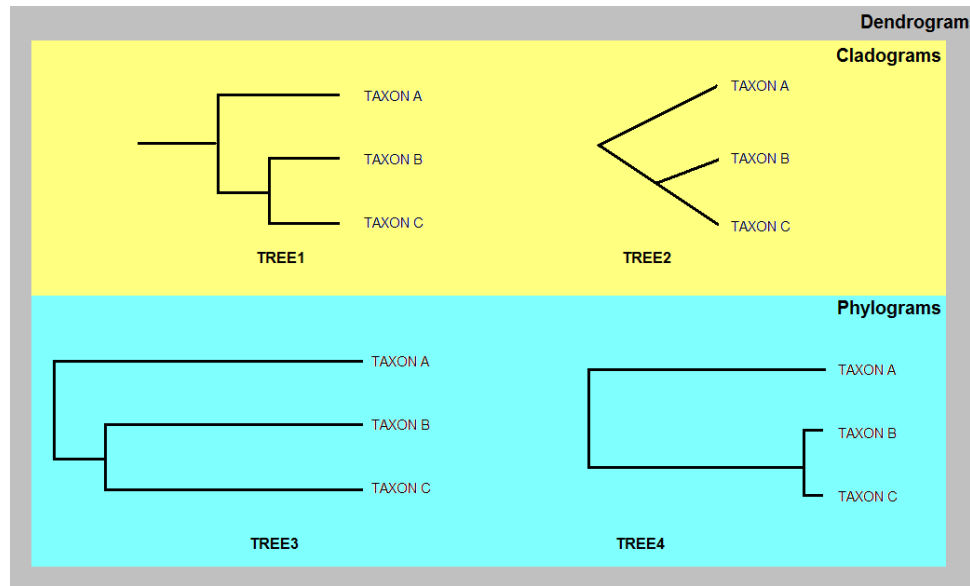 Dendrogram
Cladograms
TAXON A
TAXON B
TAXON C
TREE1
TAXON A
TAXON B
TAXON C
TREE2
Phylograms
TAXON A
TAXON B
TAXON C
TREE3
TAXON A
TAXON B
TAXON C
TREE4